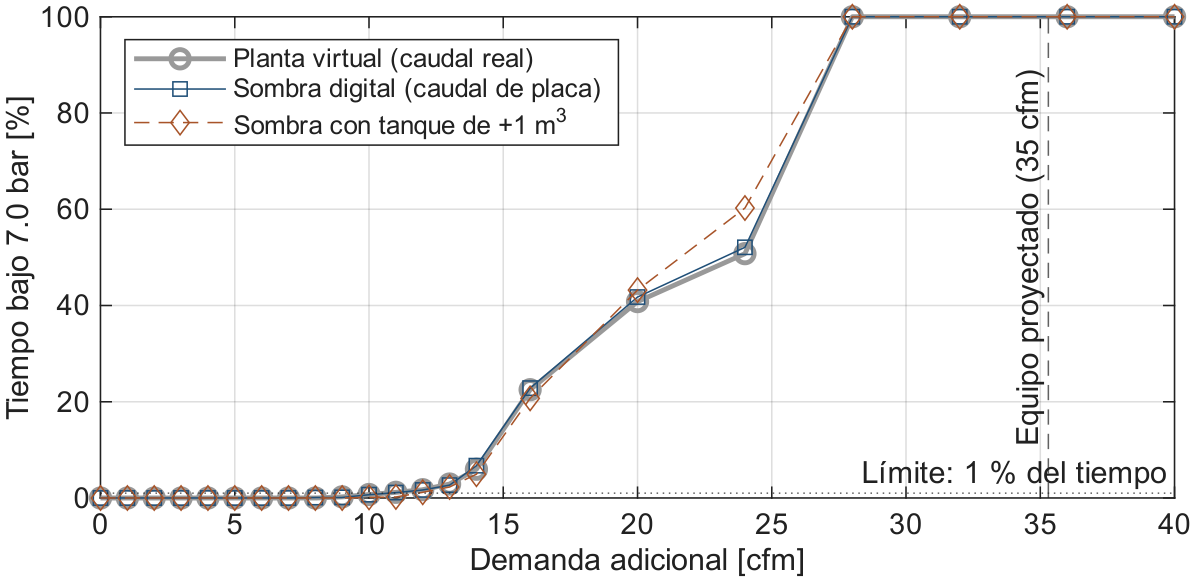 Tiempo bajo 7.0 bar [%]
100
80
60
40
20
0
Planta virtual (caudal real)
Sombra digital (caudal de placa)
Sombra con tanque de +1 m³
Equipo proyectado (35 cfm)
Límite: 1 % del tiempo
0 5 10 15 20 25 30 35 40
Demanda adicional [cfm]